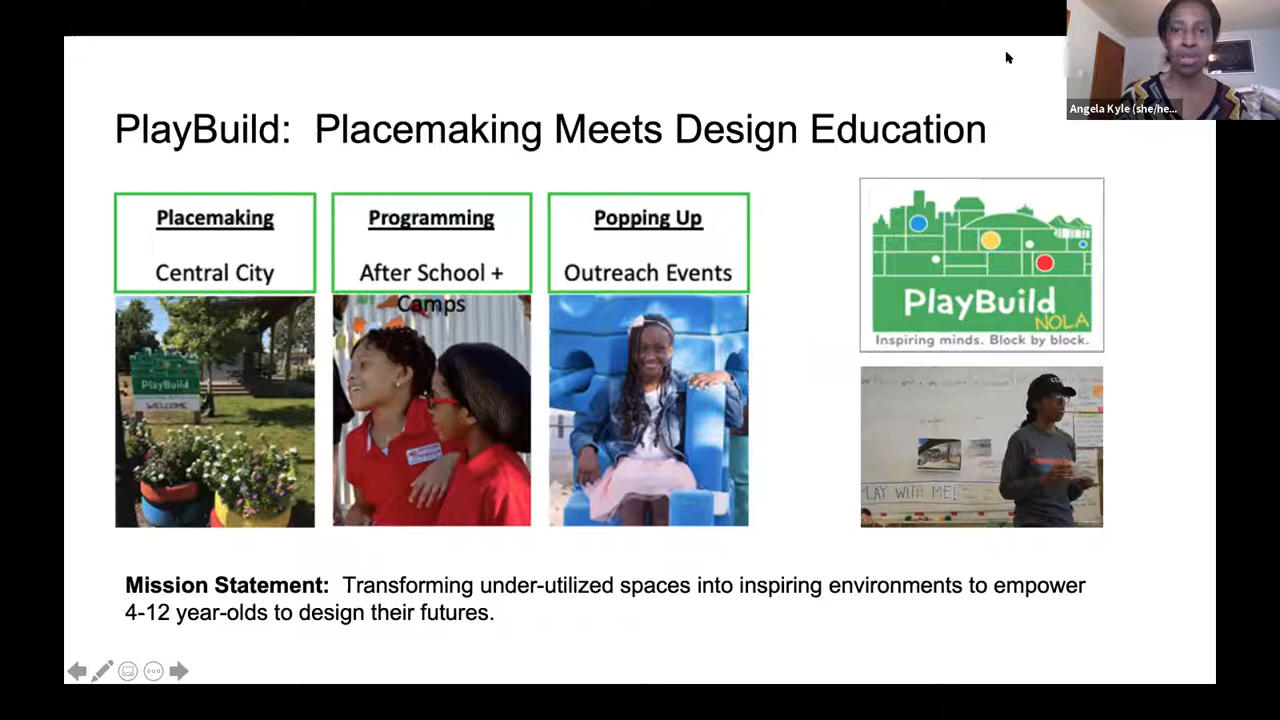 Angela Kyle (she/he...
PlayBuild: Placemaking Meets Design Education
Placemaking
Central City
Programming
After School +
Camps
Popping Up
Outreach Events
PlayBuild
NOLA
Inspiring minds. Block by block.
PlayBuild
WELCOME
PLAY WITH ME!
Mission Statement: Transforming under-utilized spaces into inspiring environments to empower
4-12 year-olds to design their futures.